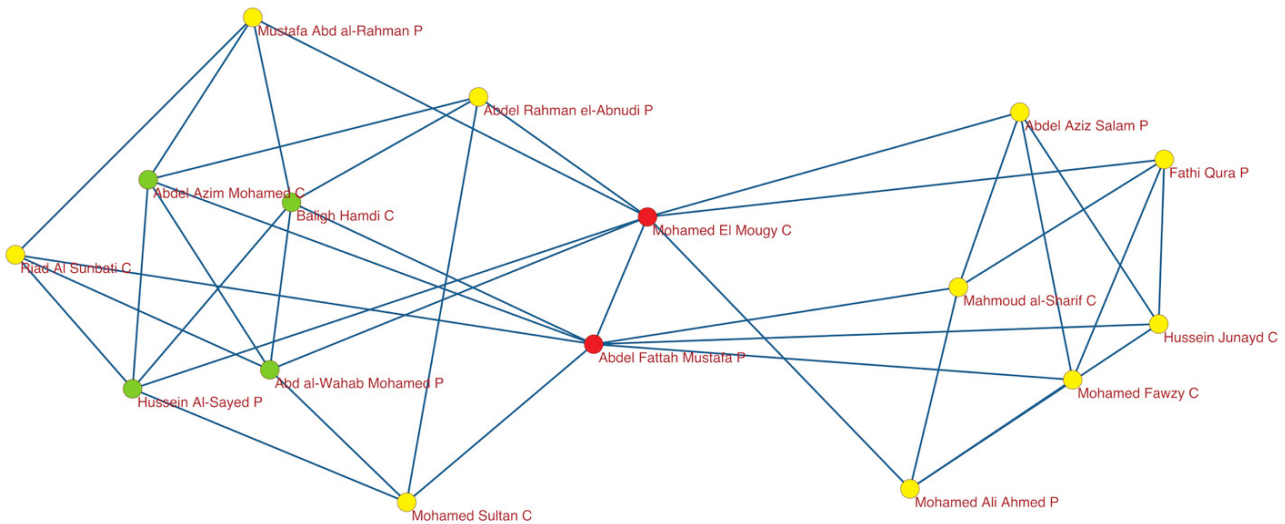 Mustafa Abd al-Rahman P
Abdel Rahman el-Abnudi P
Abdel Aziz Salam P
Fathi Qura P
Abdel Azim Mohamed C
Baligh Hamdi C
Mohamed El Mougy C
Riad Al Sunbati C
Mahmoud al-Sharif C
Hussein Junayd C
Abdel Fattah Mustafa P
Abd al-Wahab Mohamed P
Mohamed Fawzy C
Hussein Al-Sayed P
Mohamed Ali Ahmed P
Mohamed Sultan C